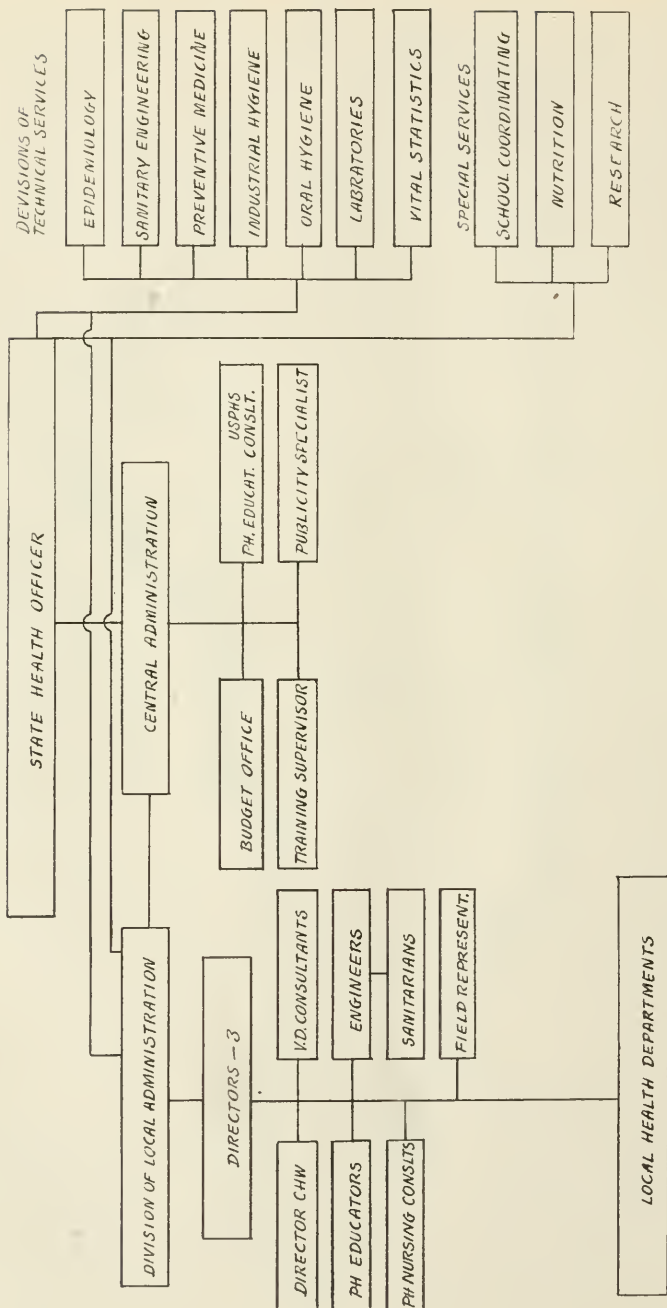 STATE HEALTH OFFICER
DIVISION OF LOCAL ADMINISTRATION
CENTRAL ADMINISTRATION
DIRECTORS - 3
DIRECTOR CHW
V.D. CONSULTANTS
PH EDUCATORS
ENGINEERS
PH NURSING CONSLTS
SANITARIANS
FIELD REPRESENT.
LOCAL HEALTH DEPARTMENTS
BUDGET OFFICE
USPHS
PH. EDUCAT. CONSLT.
TRAINING SUPERVISOR
PUBLICITY SPECIALIST
DEVISIONS OF
TECHNICAL SERVICES
EPIDEMIOLOGY
SANITARY ENGINEERING
PREVENTIVE MEDICINE
INDUSTRIAL HYGIENE
ORAL HYGIENE
LABRATORIES
VITAL STATISTICS
SPECIAL SERVICES
SCHOOL COORDINATING
NUTRITION
RESEARCH